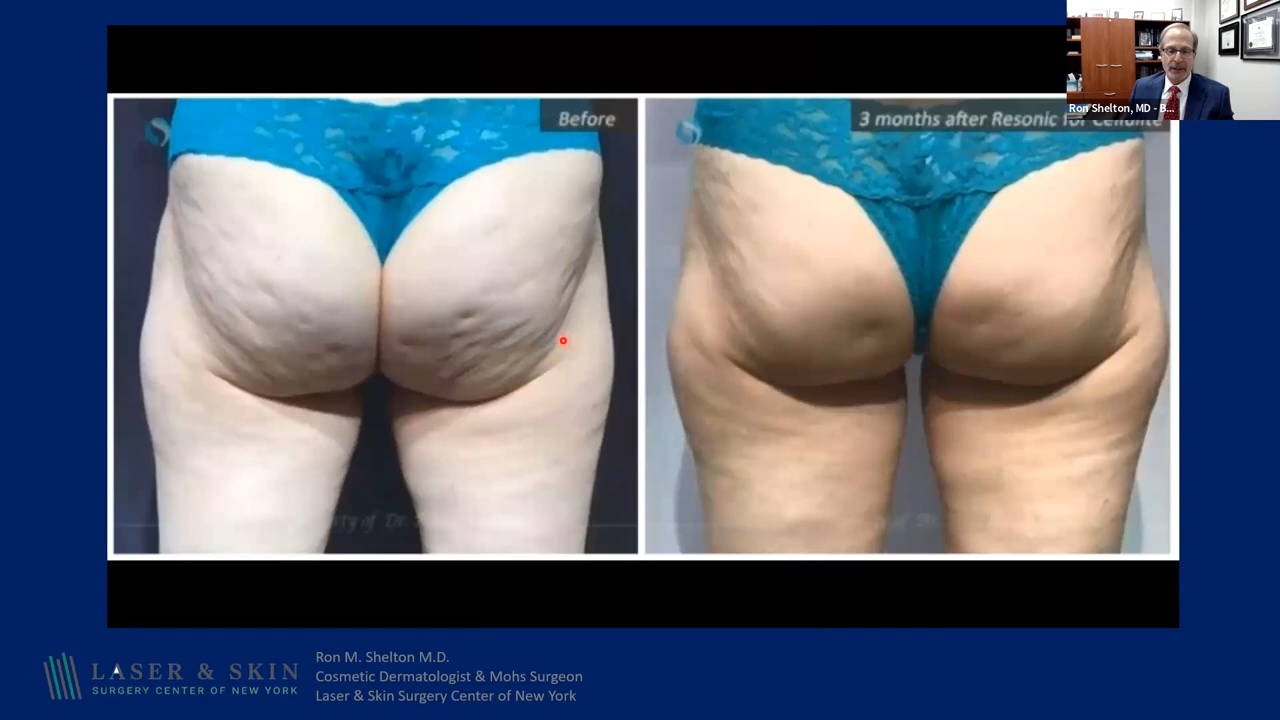 Ron Shelton, MD - B...
Before
3 months after Resonic for Cellulite
Ron M. Shelton M.D.
LASER & SKIN
Cosmetic Dermatologist & Mohs Surgeon
SURGERY CENTER OF NEW YORK
Laser & Skin Surgery Center of New York